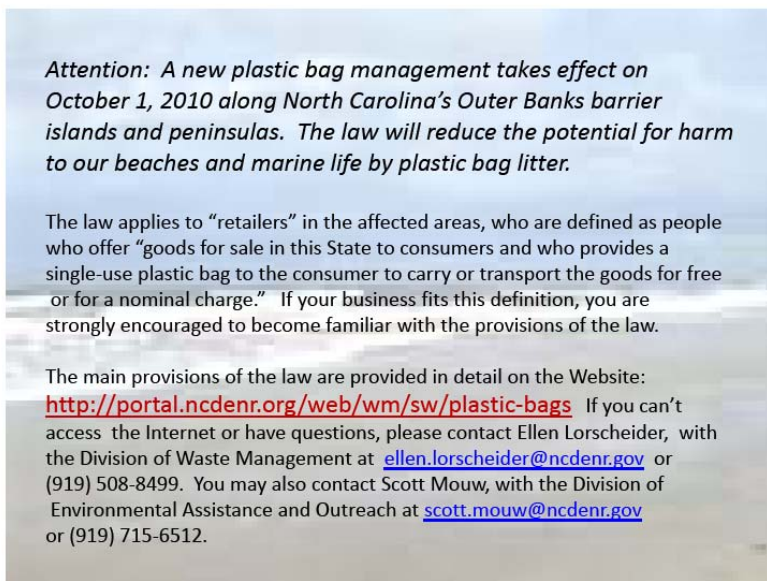 Attention:  A new plastic bag management takes effect on
October 1, 2010 along North Carolina’s Outer Banks barrier
islands and peninsulas.  The law will reduce the potential for harm
to our beaches and marine life by plastic bag litter.
The law applies to “retailers” in the affected areas, who are defined as people
who offer “goods for sale in this State to consumers and who provides a
single-use plastic bag to the consumer to carry or transport the goods for free
or for a nominal charge.”   If your business fits this definition, you are
strongly encouraged to become familiar with the provisions of the law.
The main provisions of the law are provided in detail on the Website:
http://portal.ncdenr.org/web/wm/sw/plastic-bags   If you can’t
access  the Internet or have questions, please contact Ellen Lorscheider,  with
the Division of Waste Management at  ellen.lorscheider@ncdenr.gov  or
(919) 508-8499.  You may also contact Scott Mouw, with the Division of
Environmental Assistance and Outreach at scott.mouw@ncdenr.gov
or (919) 715-6512.